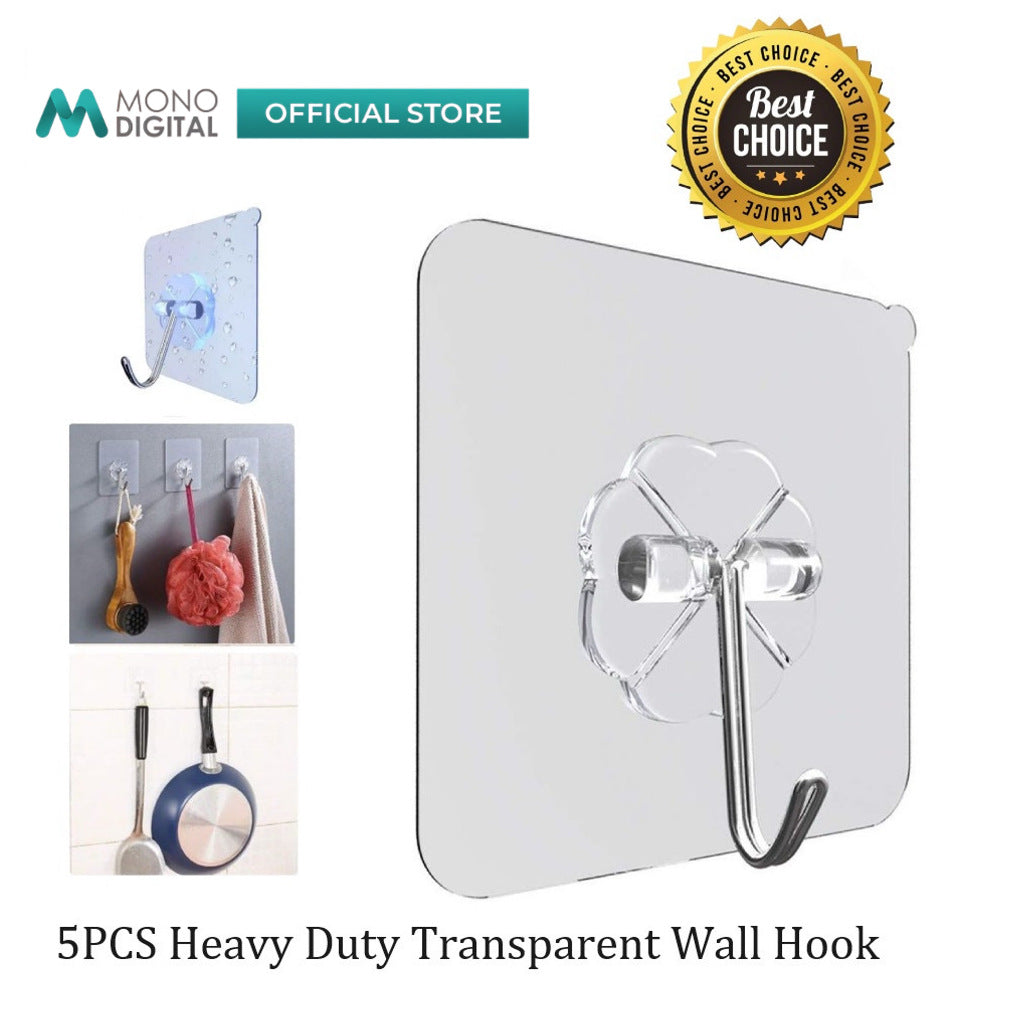 MONO
DIGITAL
OFFICIAL STORE
BEST CHOICE · BEST CHOICE · BEST CHOICE · BEST CHOICE ·
Best
CHOICE
5PCS Heavy Duty Transparent Wall Hook